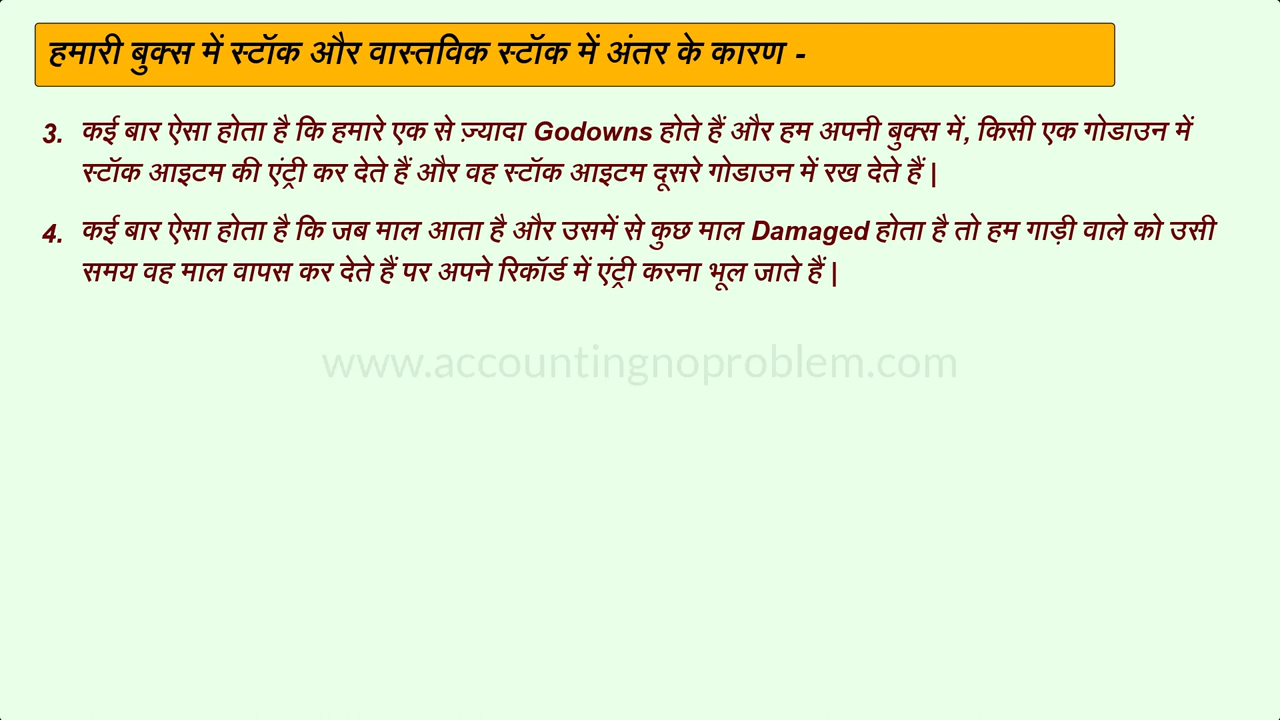 हमारी बुक्स में स्टॉक और वास्तविक स्टॉक में अंतर के कारण -
3. कई बार ऐसा होता है कि हमारे एक से ज़्यादा Godowns होते हैं और हम अपनी बुक्स में, किसी एक गोडाउन में
स्टॉक आइटम की एंट्री कर देते हैं और वह स्टॉक आइटम दूसरे गोडाउन में रख देते हैं |
4. कई बार ऐसा होता है कि जब माल आता है और उसमें से कुछ माल Damaged होता है तो हम गाड़ी वाले को उसी
समय वह माल वापस कर देते हैं पर अपने रिकॉर्ड में एंट्री करना भूल जाते हैं |
www.accountingnoproblem.com